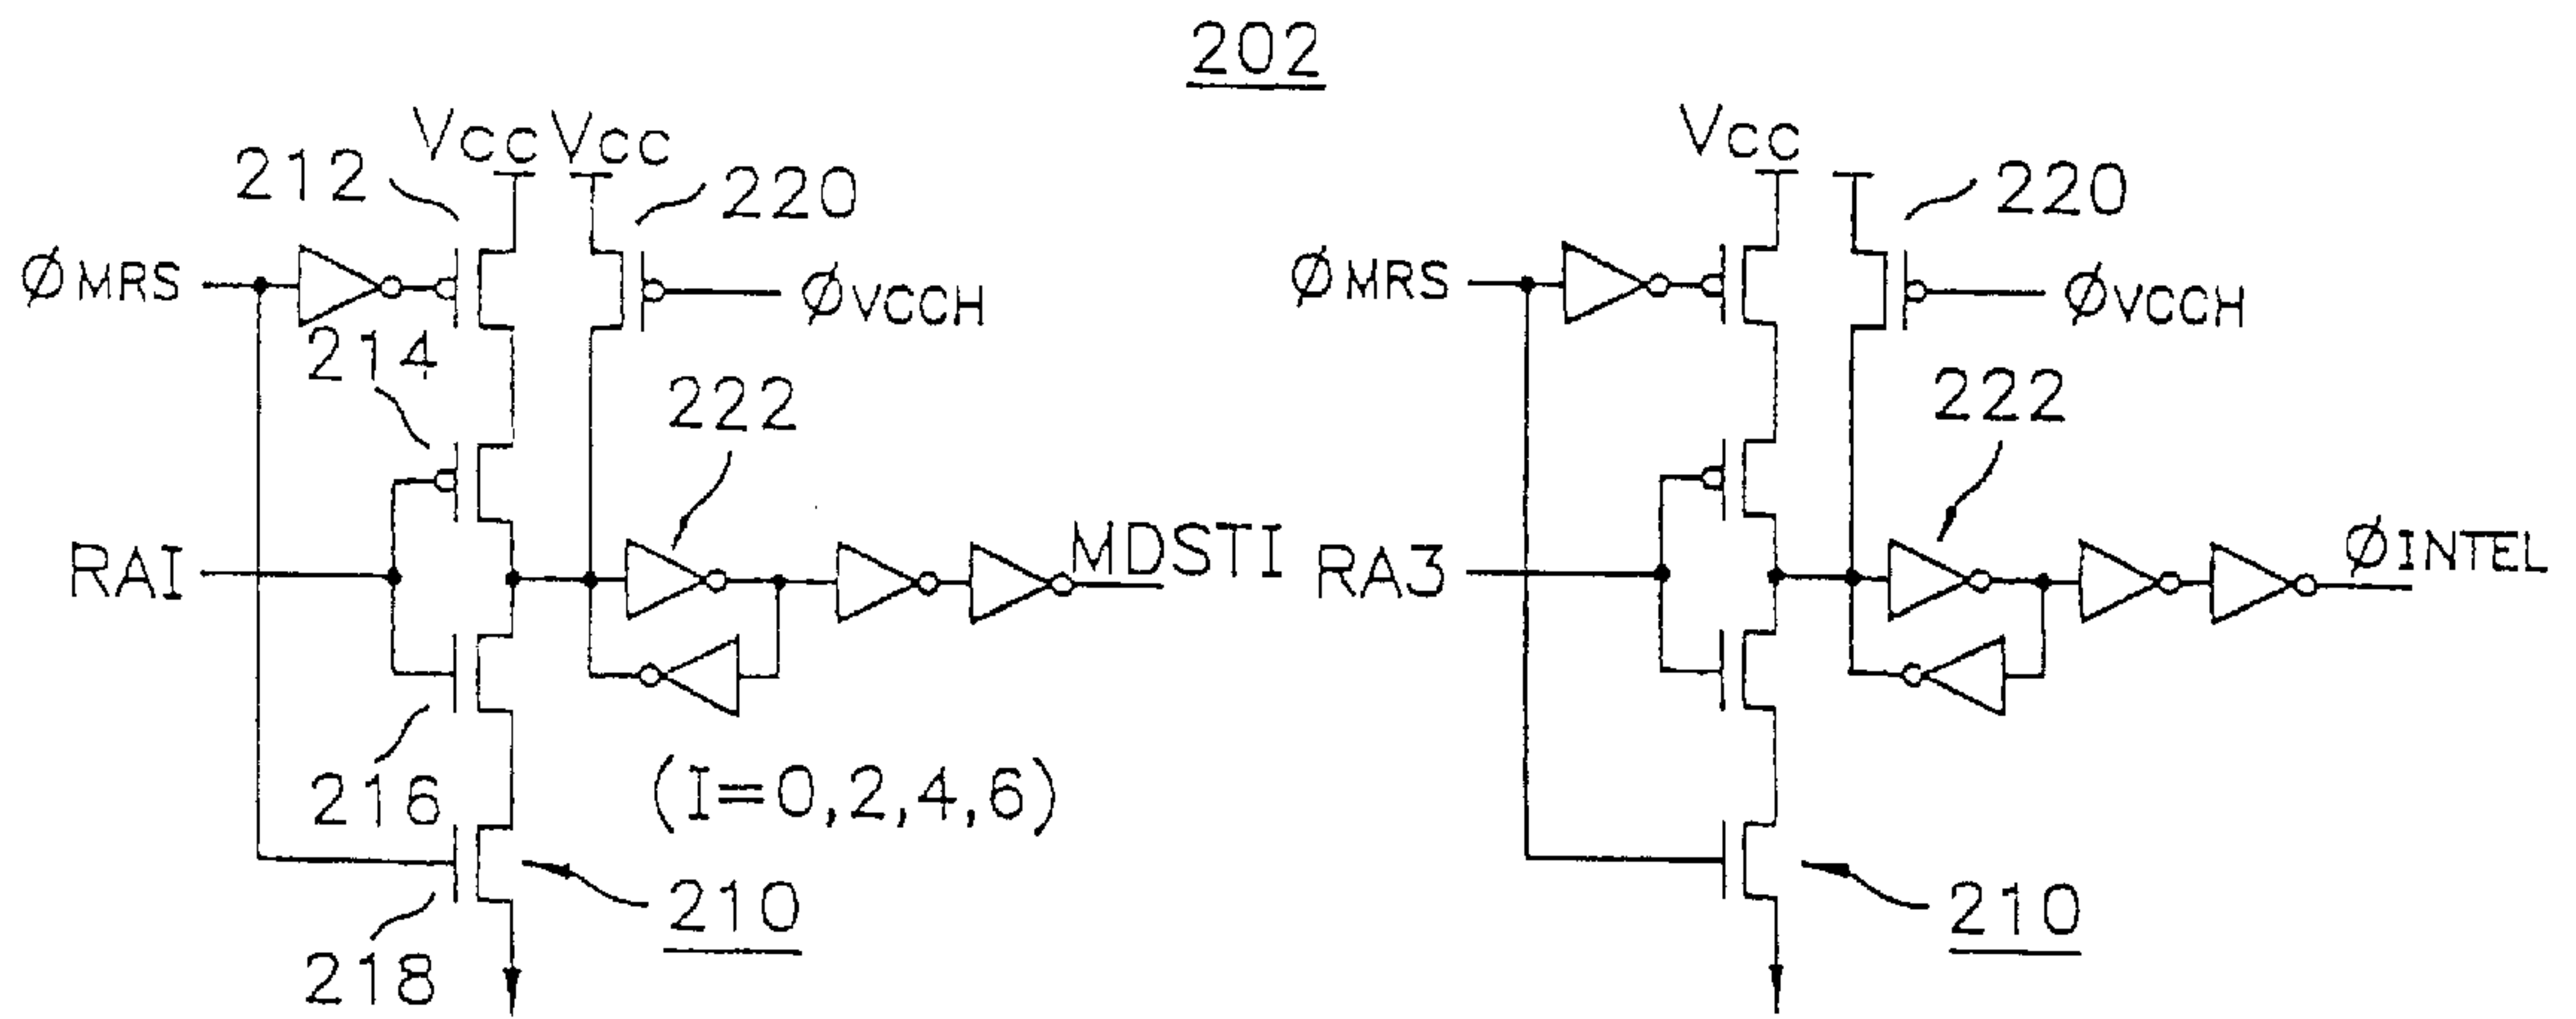 202
Vcc Vcc
Vcc
212
220
220
ØMRS
ØVCCH
ØMRS
ØVCCH
214
222
222
RAI
MDSTI
RA3
ØINTEL
216
(I=0,2,4,6)
210
210
218